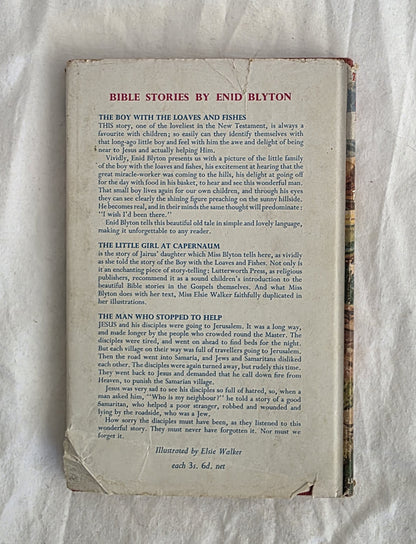 BIBLE STORIES BY ENID BLYTON
THE BOY WITH THE LOAVES AND FISHES
THIS story, one of the loveliest in the New Testament, is always a
favourite with children; so easily can they identify themselves with
that long-ago little boy and feel with him the awe and delight of being
near to Jesus and actually helping Him.
Vividly, Enid Blyton presents us with a picture of the little family
of the boy with the loaves and fishes, his excitement at hearing that the
great miracle-worker was coming to the hills, his delight at going off
for the day with food in his basket, to hear and see this wonderful man.
That small boy lives again for our own children, and through his eyes
they can see clearly the shining figure preaching on the sunny hillside.
He becomes real, and in their minds the same thought will predominate:
"I wish I'd been there."
Enid Blyton tells this beautiful old tale in simple and lovely language,
making it unforgettable to any reader.
THE LITTLE GIRL AT CAPERNAUM
is the story of Jairus' daughter which Miss Blyton tells here, as vividly
as she told the story of the Boy with the Loaves and Fishes. Not only is
it an enchanting piece of story-telling; Lutterworth Press, as religious
publishers, recommend it as a sound children's introduction to the
beautiful Bible stories in the Gospels themselves. And what Miss
Blyton does with her text, Miss Elsie Walker faithfully duplicated in
her illustrations.
THE MAN WHO STOPPED TO HELP
JESUS and his disciples were going to Jerusalem. It was a long way,
and made longer by the people who crowded round the Master. The
disciples were tired, and went on ahead to find beds for the night.
But each village on their way was full of travellers going to Jerusalem.
Then the road went into Samaria, and Jews and Samaritans disliked
each other. The disciples were again turned away, but rudely this time.
They went back to Jesus and demanded that he call down fire from
Heaven, to punish the Samarian village.
Jesus was very sad to see his disciples so full of hatred, so, when a
man asked him, "Who is my neighbour?" he told a story of a good
Samaritan, who helped a poor stranger, robbed and wounded and
lying by the roadside, who was a Jew.
How sorry the disciples must have been, as they listened to this
wonderful story. They must never have forgotten it. Nor must we
forget it.
Illustrated by Elsie Walker
each 3s. 6d. net